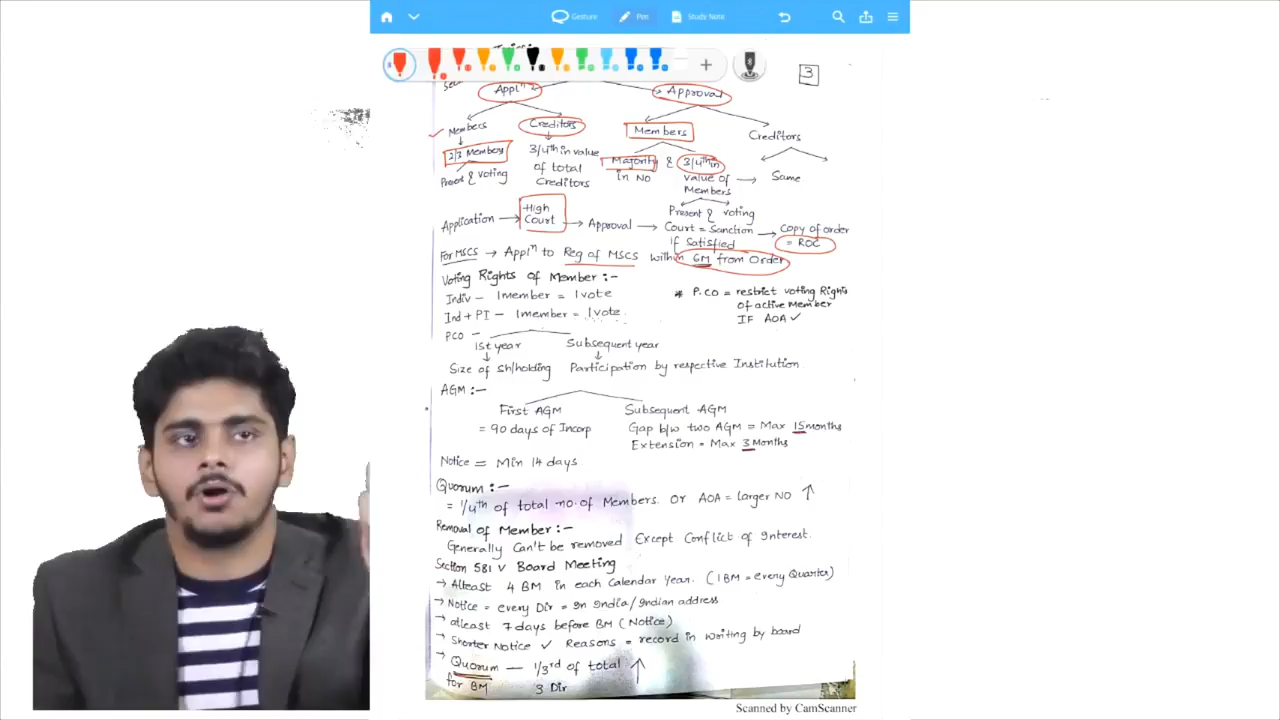 Gesture
Pen
Study Note
3
Applⁿ
Approval
Members
Creditors
Members
Creditors
2/3 Members
Present & voting
3/4th in value
of total
Creditors
Majority & 3/4th in
in No
value of
Members
Same
Present & voting
Application → High Court → Approval → Court = Sanction → Copy of order
if Satisfied
= ROC
For MSCS → Applⁿ to Reg of MSCS within 6M from Order
Voting Rights of Member :-
Indiv - 1member = 1vote
Ind + PI - 1member = 1vote.
* P.CO = restrict voting Rights
of active Member
IF AOA ✓
PCO -
1st year
Subsequent year
Size of sh/holding
Participation by respective Institution
AGM :-
First AGM
Subsequent AGM
= 90 days of Incorp
Gap b/w two AGM = Max 15months
Extension = Max 3Months
Notice = Min 14 days
Quorum :-
= 1/4th of total no. of Members. Or AOA = larger NO ↑
Removal of Member :-
Generally Can't be removed Except Conflict of Interest.
Section 581 V Board Meeting
→ Atleast 4 BM in each Calendar Year. (1 BM = every Quarter)
→ Notice = every Dir = In India/Indian address
→ atleast 7 days before BM (Notice)
→ Shorter Notice ✓ Reasons = record in writing by board
→ Quorum — 1/3rd of total ↑
for BM
3 Dir
Scanned by CamScanner